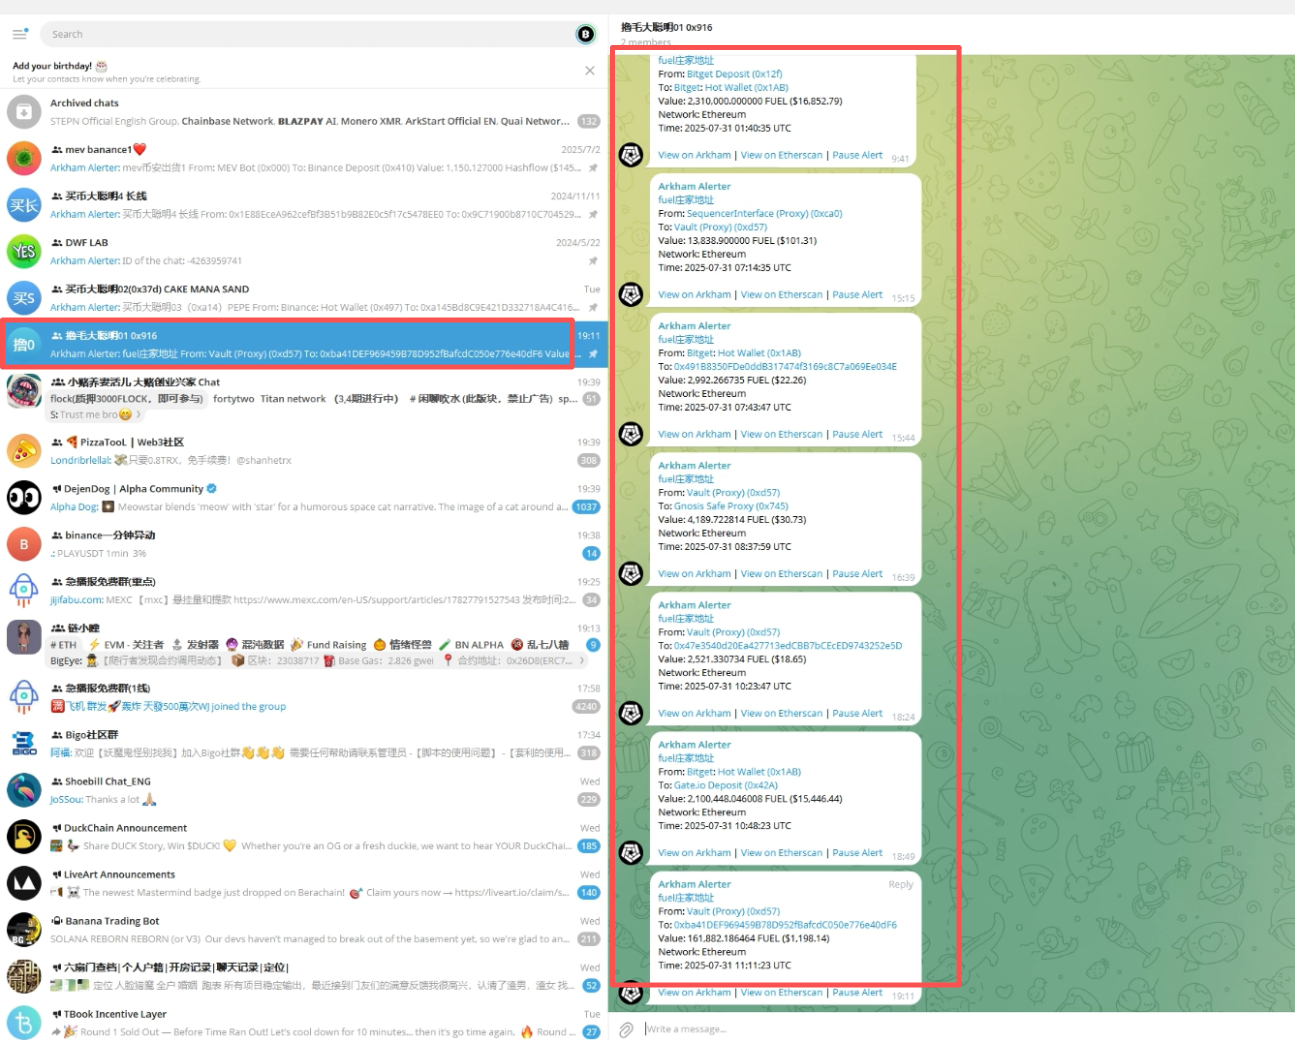 Search
Add your birthday! 🎂
Let your contacts know when you're celebrating.
Archived chats
STEPN Official English Group, Chainbase Network, BLAZPAY AI, Monero XMR, ArkStart Official EN, Quai Networ... 132
mev banance1❤️ 2025/7/2
Arkham Alerter: mev币安出货1 From: MEV Bot (0x000) To: Binance Deposit (0x410) Value: 1,150.127000 Hashflow ($145...
买长
买币大聪明4 长线 2024/11/11
Arkham Alerter: 买币大聪明4 长线 From: 0x1E88EceA962cefBf3B51b9B82E0c5f17c5478EE0 To: 0x9C71900b8710C704529...
YES
DWF LAB 2024/5/22
Arkham Alerter: -ID of the chat: -4263959741
买S
买币大聪明02(0x37d) CAKE MANA SAND Tue
Arkham Alerter: 买币大聪明03（0xa14）PEPE From: Binance: Hot Wallet (0x497) To: 0xa145Bd8C9E421D332718A4C416...
撸0
撸毛大聪明01 0x916 19:11
Arkham Alerter: fuel庄家地址 From: Vault (Proxy) (0xd57) To: 0xba41DEF969459B78D952fBafcdC050e776e40dF6 Value...
小赌养家活儿 大赌创业兴家 Chat 19:39
flock(质押3000FLOCK，即可参与) fortytwo Titan network （3,4期进行中） # 闲聊吹水 (此版块，禁止广告) sp... 51
S: Trust me bro
PizzaTooL | Web3社区 19:39
Londribrlellal: 只要0.8TRX，免手续费！@shanhetrx 308
DejenDog | Alpha Community 19:39
Alpha Dog: Meowstar blends 'meow' with 'star' for a humorous space cat narrative. The image of a cat around a... 1037
B
binance一分钟异动 19:38
.: PLAYUSDT 1min 3% 14
急播报免费群(重点) 19:25
jijifabu.com: MEXC 【mxc】悬挂量和提款 https://www.mexc.com/en-US/support/articles/17827791527543 发布时间:2... 34
链小瞳 19:13
# ETH ⚡ EVM - 关注者 发射器 🔮 混沌数据 🎉 Fund Raising 情绪怪兽 BN ALPHA 🔞 乱七八糟 9
BigEye: 【爬行者发现合约调用动态】 📦 区块：23038717 Base Gas：2.826 gwei 📍 合约地址：0x26D8(ERC7...
急播报免费群(1线) 17:58
🈵飞机 群发🚀轰炸 天發500萬次WJ joined the group 4240
BIGO
Bigo社区群 17:34
阿福: 欢迎【妖魔鬼怪别找我】加入Bigo社群👋👋👋 需要任何帮助请联系管理员 -【脚本的使用问题】 -【套利的使用... 318
Shoebill Chat_ENG Wed
JoSSou: Thanks a lot 🙏🏼 229
DuckChain Announcement Wed
Share DUCK Story, Win $DUCK! 💛 Whether you're an OG or a fresh duckie, we want to hear YOUR DuckChai... 185
LiveArt Announcements Wed
The newest Mastermind badge just dropped on Berachain! 🎯 Claim yours now → https://liveart.io/claim/s... 140
Banana Trading Bot Wed
SOLANA REBORN REBORN (or V3) Our devs haven't managed to break out of the basement yet, so we're glad to an... 211
六扇门查档|个人户籍|开房记录|聊天记录|定位| Wed
定位 人脸猎魔 全户 婚姻 跑表 所有项目稳定输出，最近接到门友们的满意反馈我很高兴，认清了渣男，渣女 找... 52
TBook Incentive Layer Tue
Round 1 Sold Out — Before Time Ran Out! Let's cool down for 10 minutes... then it's go time again. 🔥 Round ... 27
撸毛大聪明01 0x916
2 members
fuel庄家地址
From: Bitget Deposit (0x12f)
To: Bitget: Hot Wallet (0x1AB)
Value: 2,310,000.000000 FUEL ($16,852.79)
Network: Ethereum
Time: 2025-07-31 01:40:35 UTC
View on Arkham | View on Etherscan | Pause Alert 9:41
Arkham Alerter
fuel庄家地址
From: SequencerInterface (Proxy) (0xca0)
To: Vault (Proxy) (0xd57)
Value: 13,838.900000 FUEL ($101.31)
Network: Ethereum
Time: 2025-07-31 07:14:35 UTC
View on Arkham | View on Etherscan | Pause Alert 15:15
Arkham Alerter
fuel庄家地址
From: Bitget: Hot Wallet (0x1AB)
To: 0x491B8350FDe0ddB317474f3169c8C7a069Ee034E
Value: 2,992.266735 FUEL ($22.26)
Network: Ethereum
Time: 2025-07-31 07:43:47 UTC
View on Arkham | View on Etherscan | Pause Alert 15:44
Arkham Alerter
fuel庄家地址
From: Vault (Proxy) (0xd57)
To: Gnosis Safe Proxy (0x745)
Value: 4,189.722814 FUEL ($30.73)
Network: Ethereum
Time: 2025-07-31 08:37:59 UTC
View on Arkham | View on Etherscan | Pause Alert 16:39
Arkham Alerter
fuel庄家地址
From: Vault (Proxy) (0xd57)
To: 0x47e3540d20Ea427713edCBB7bCEcED9743252e5D
Value: 2,521.330734 FUEL ($18.65)
Network: Ethereum
Time: 2025-07-31 10:23:47 UTC
View on Arkham | View on Etherscan | Pause Alert 18:24
Arkham Alerter
fuel庄家地址
From: Bitget: Hot Wallet (0x1AB)
To: Gate.io Deposit (0x42A)
Value: 2,100,448.046008 FUEL ($15,446.44)
Network: Ethereum
Time: 2025-07-31 10:48:23 UTC
View on Arkham | View on Etherscan | Pause Alert 18:49
Arkham Alerter Reply
fuel庄家地址
From: Vault (Proxy) (0xd57)
To: 0xba41DEF969459B78D952fBafcdC050e776e40dF6
Value: 161,882.186464 FUEL ($1,198.14)
Network: Ethereum
Time: 2025-07-31 11:11:23 UTC
View on Arkham | View on Etherscan | Pause Alert 19:11
Write a message...